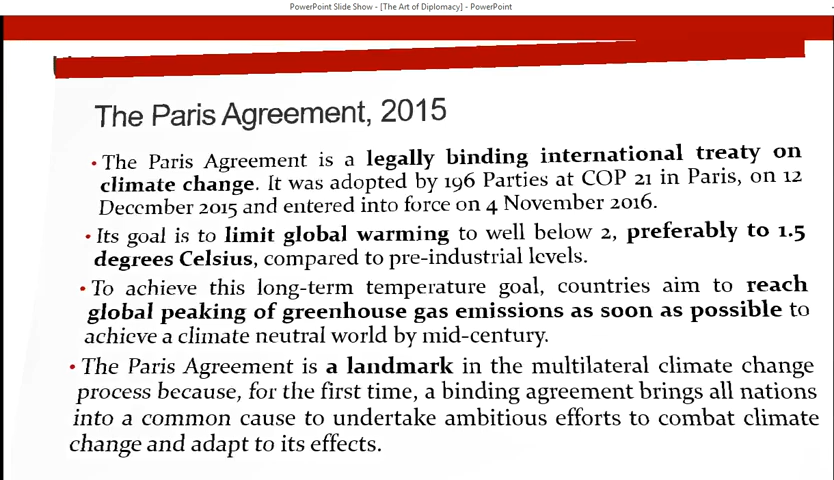 PowerPoint Slide Show - [The Art of Diplomacy] - PowerPoint
The Paris Agreement, 2015
•The Paris Agreement is a legally binding international treaty on
climate change. It was adopted by 196 Parties at COP 21 in Paris, on 12
December 2015 and entered into force on 4 November 2016.
•Its goal is to limit global warming to well below 2, preferably to 1.5
degrees Celsius, compared to pre-industrial levels.
•To achieve this long-term temperature goal, countries aim to reach
global peaking of greenhouse gas emissions as soon as possible to
achieve a climate neutral world by mid-century.
•The Paris Agreement is a landmark in the multilateral climate change
process because, for the first time, a binding agreement brings all nations
into a common cause to undertake ambitious efforts to combat climate
change and adapt to its effects.